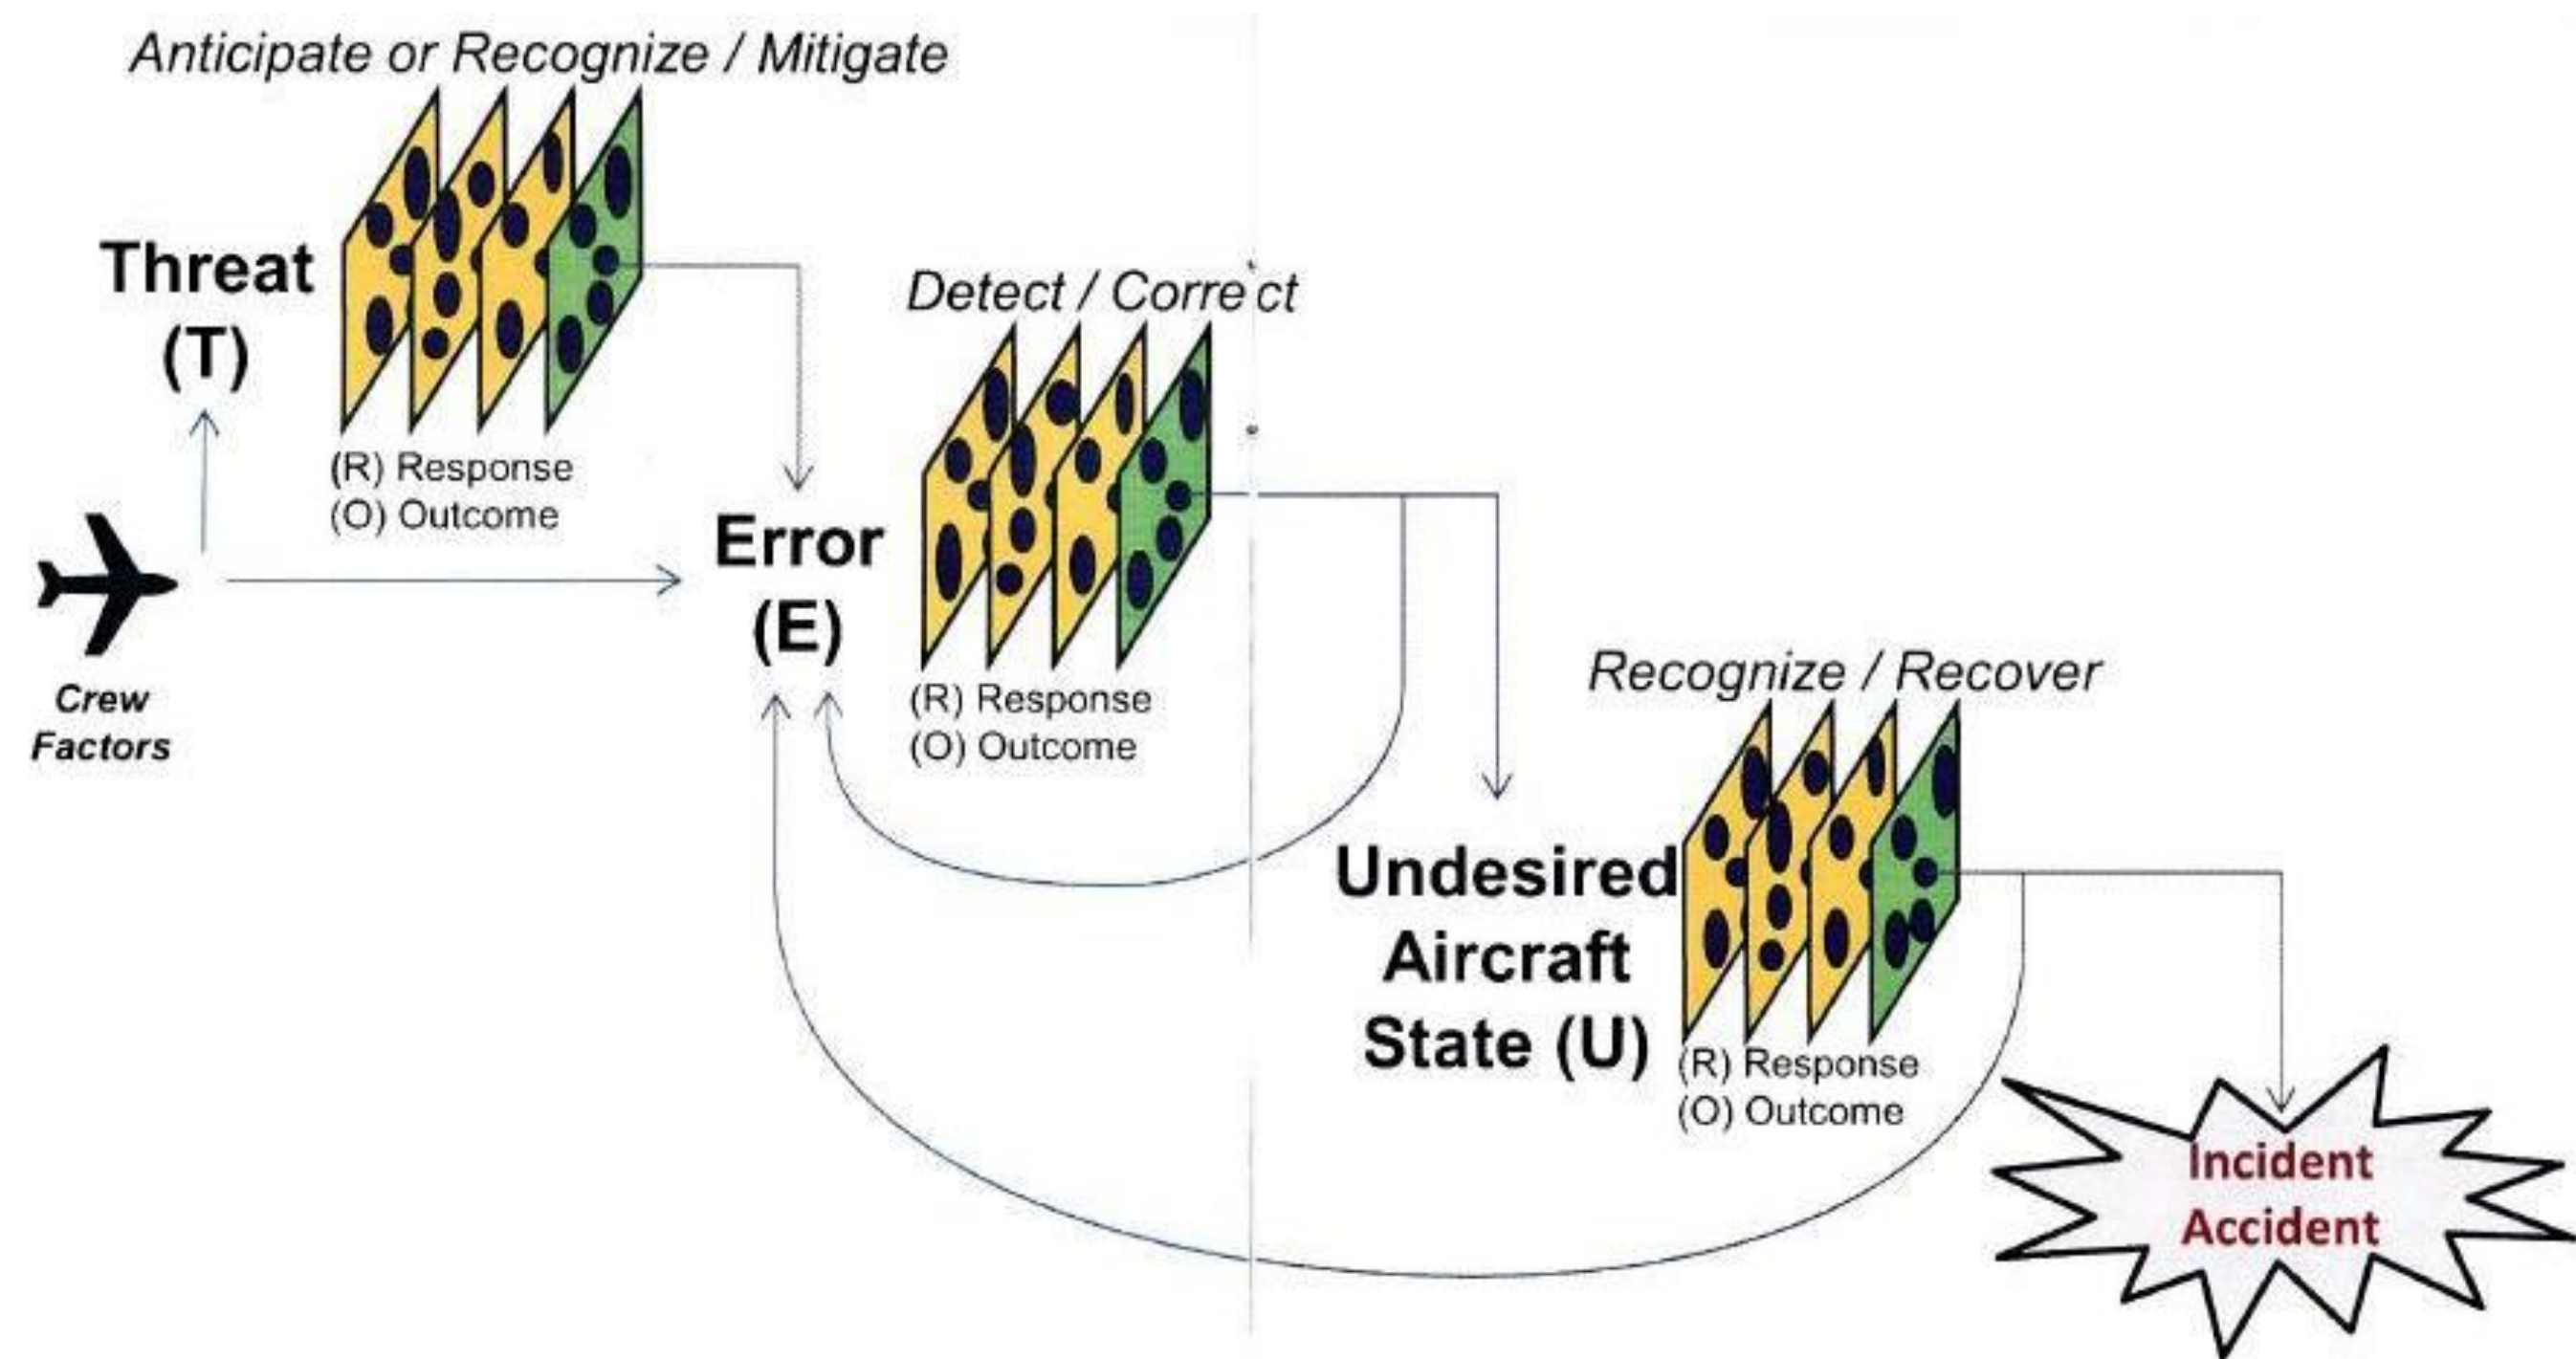 Anticipate or Recognize / Mitigate
Threat
(T)
(R) Response
(O) Outcome
Crew
Factors
Detect / Correct
Error
(E)
(R) Response
(O) Outcome
Recognize / Recover
Undesired
Aircraft
State (U)
(R) Response
(O) Outcome
Incident
Accident